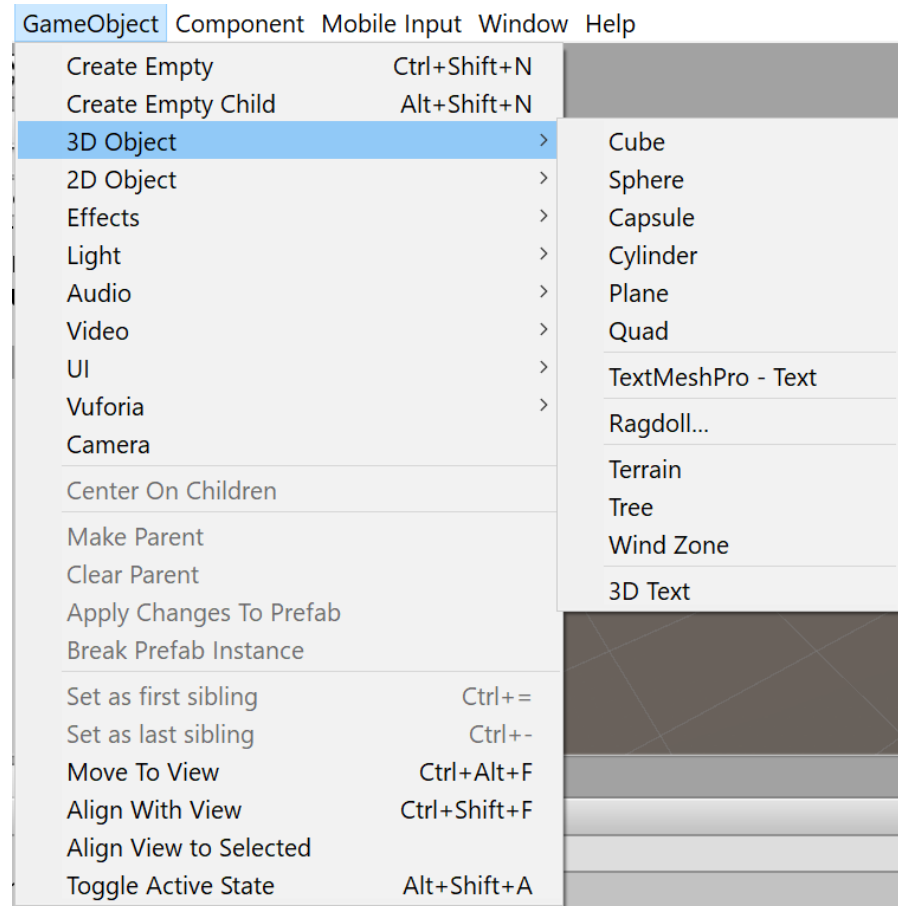 GameObject Component Mobile Input Window Help
Create Empty Ctrl+Shift+N
Create Empty Child Alt+Shift+N
3D Object
2D Object
Effects
Light
Audio
Video
UI
Vuforia
Camera
Center On Children
Make Parent
Clear Parent
Apply Changes To Prefab
Break Prefab Instance
Set as first sibling Ctrl+=
Set as last sibling Ctrl+-
Move To View Ctrl+Alt+F
Align With View Ctrl+Shift+F
Align View to Selected
Toggle Active State Alt+Shift+A
Cube
Sphere
Capsule
Cylinder
Plane
Quad
TextMeshPro - Text
Ragdoll...
Terrain
Tree
Wind Zone
3D Text